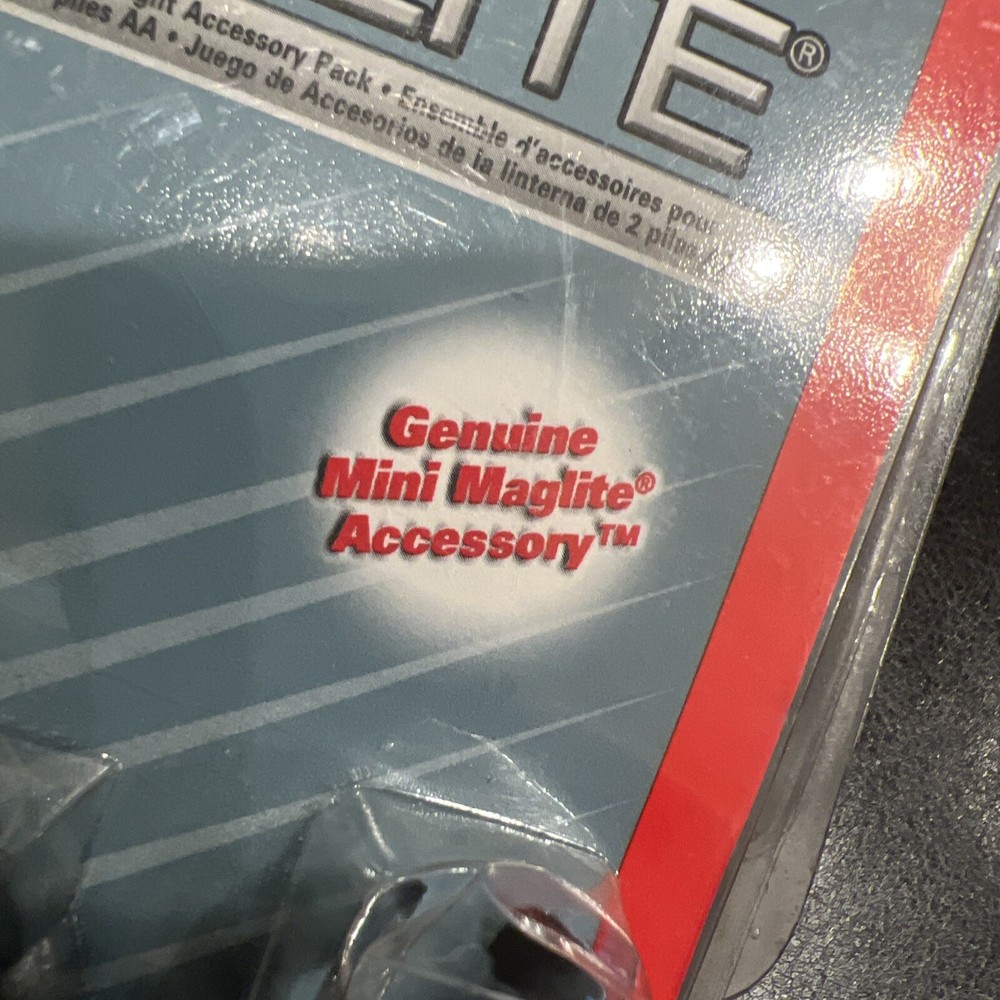 LITE®
Accessory Pack • Ensemble d'accessoires pour
piles AA • Juego de Accesorios de la linterna de 2 pilas
Genuine
Mini Maglite®
Accessory™